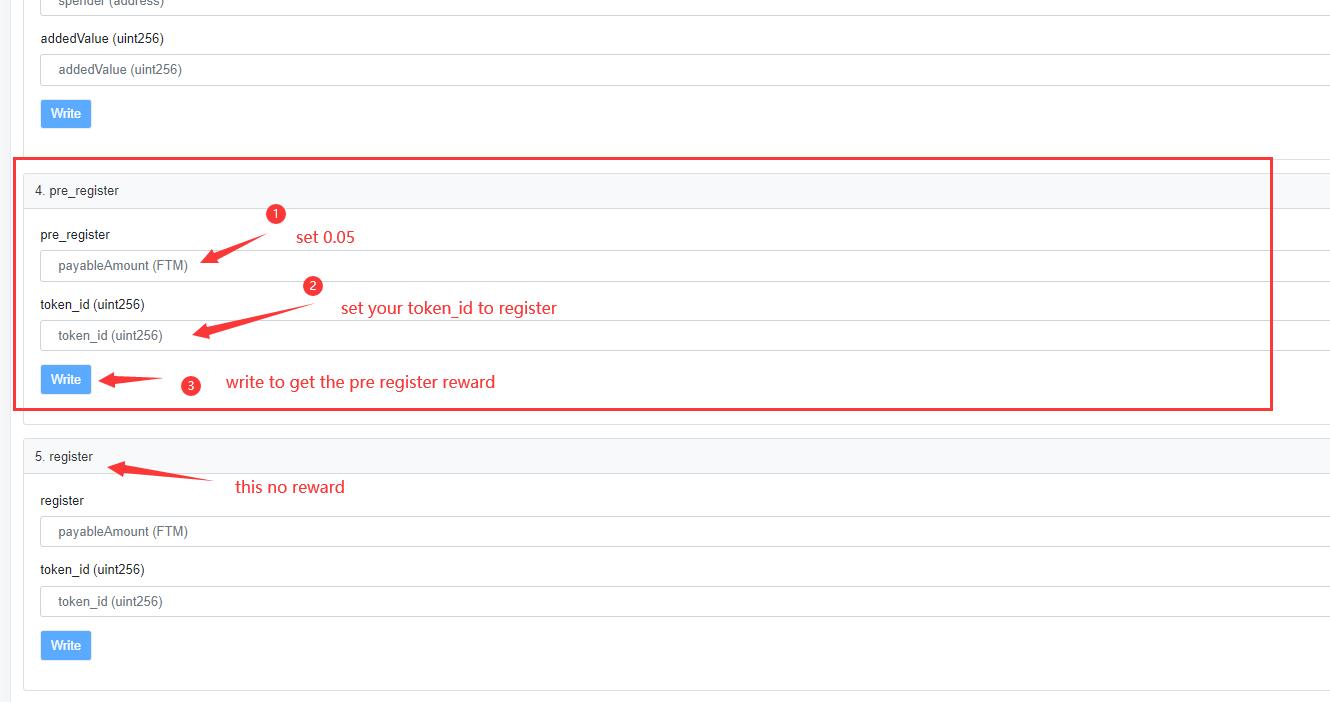 spender (address)
addedValue (uint256)
addedValue (uint256)
Write
4. pre_register
1
pre_register
set 0.05
payableAmount (FTM)
2
token_id (uint256)
set your token_id to register
token_id (uint256)
Write
3
write to get the pre register reward
5. register
this no reward
register
payableAmount (FTM)
token_id (uint256)
token_id (uint256)
Write